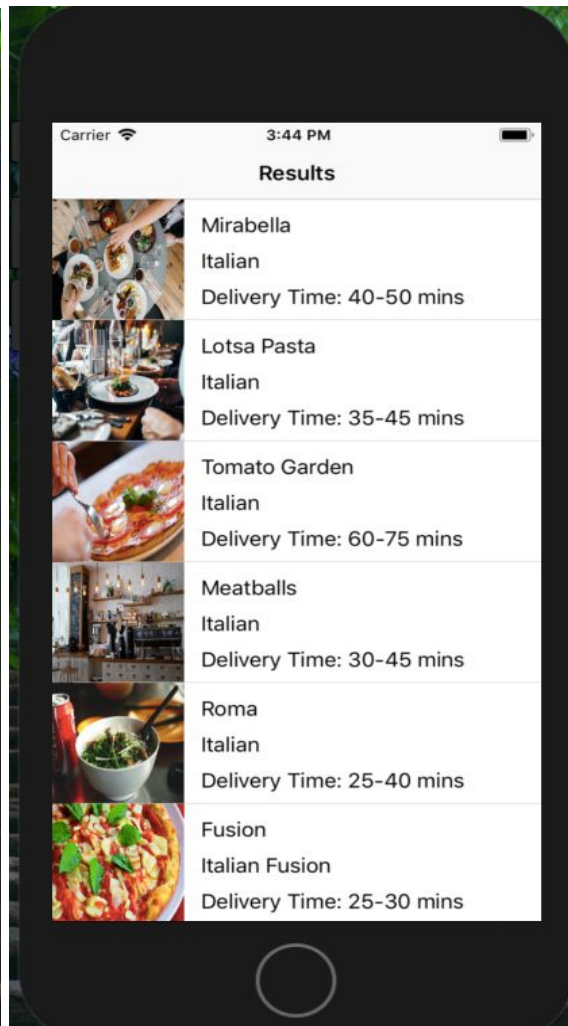 Carrier
3:44 PM
Results
Mirabella
Italian
Delivery Time: 40-50 mins
Lotsa Pasta
Italian
Delivery Time: 35-45 mins
Tomato Garden
Italian
Delivery Time: 60-75 mins
Meatballs
Italian
Delivery Time: 30-45 mins
Roma
Italian
Delivery Time: 25-40 mins
Fusion
Italian Fusion
Delivery Time: 25-30 mins